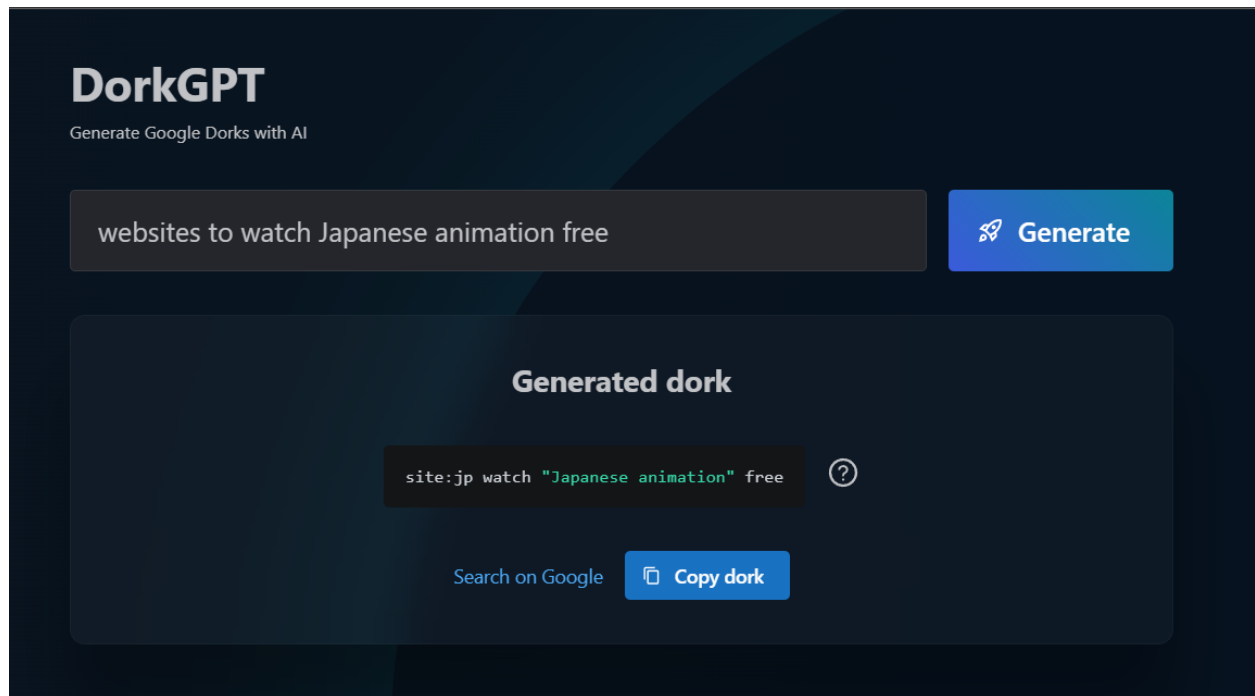 DorkGPT
Generate Google Dorks with AI
websites to watch Japanese animation free
Generate
Generated dork
site:jp watch "Japanese animation" free
?
Search on Google
Copy dork